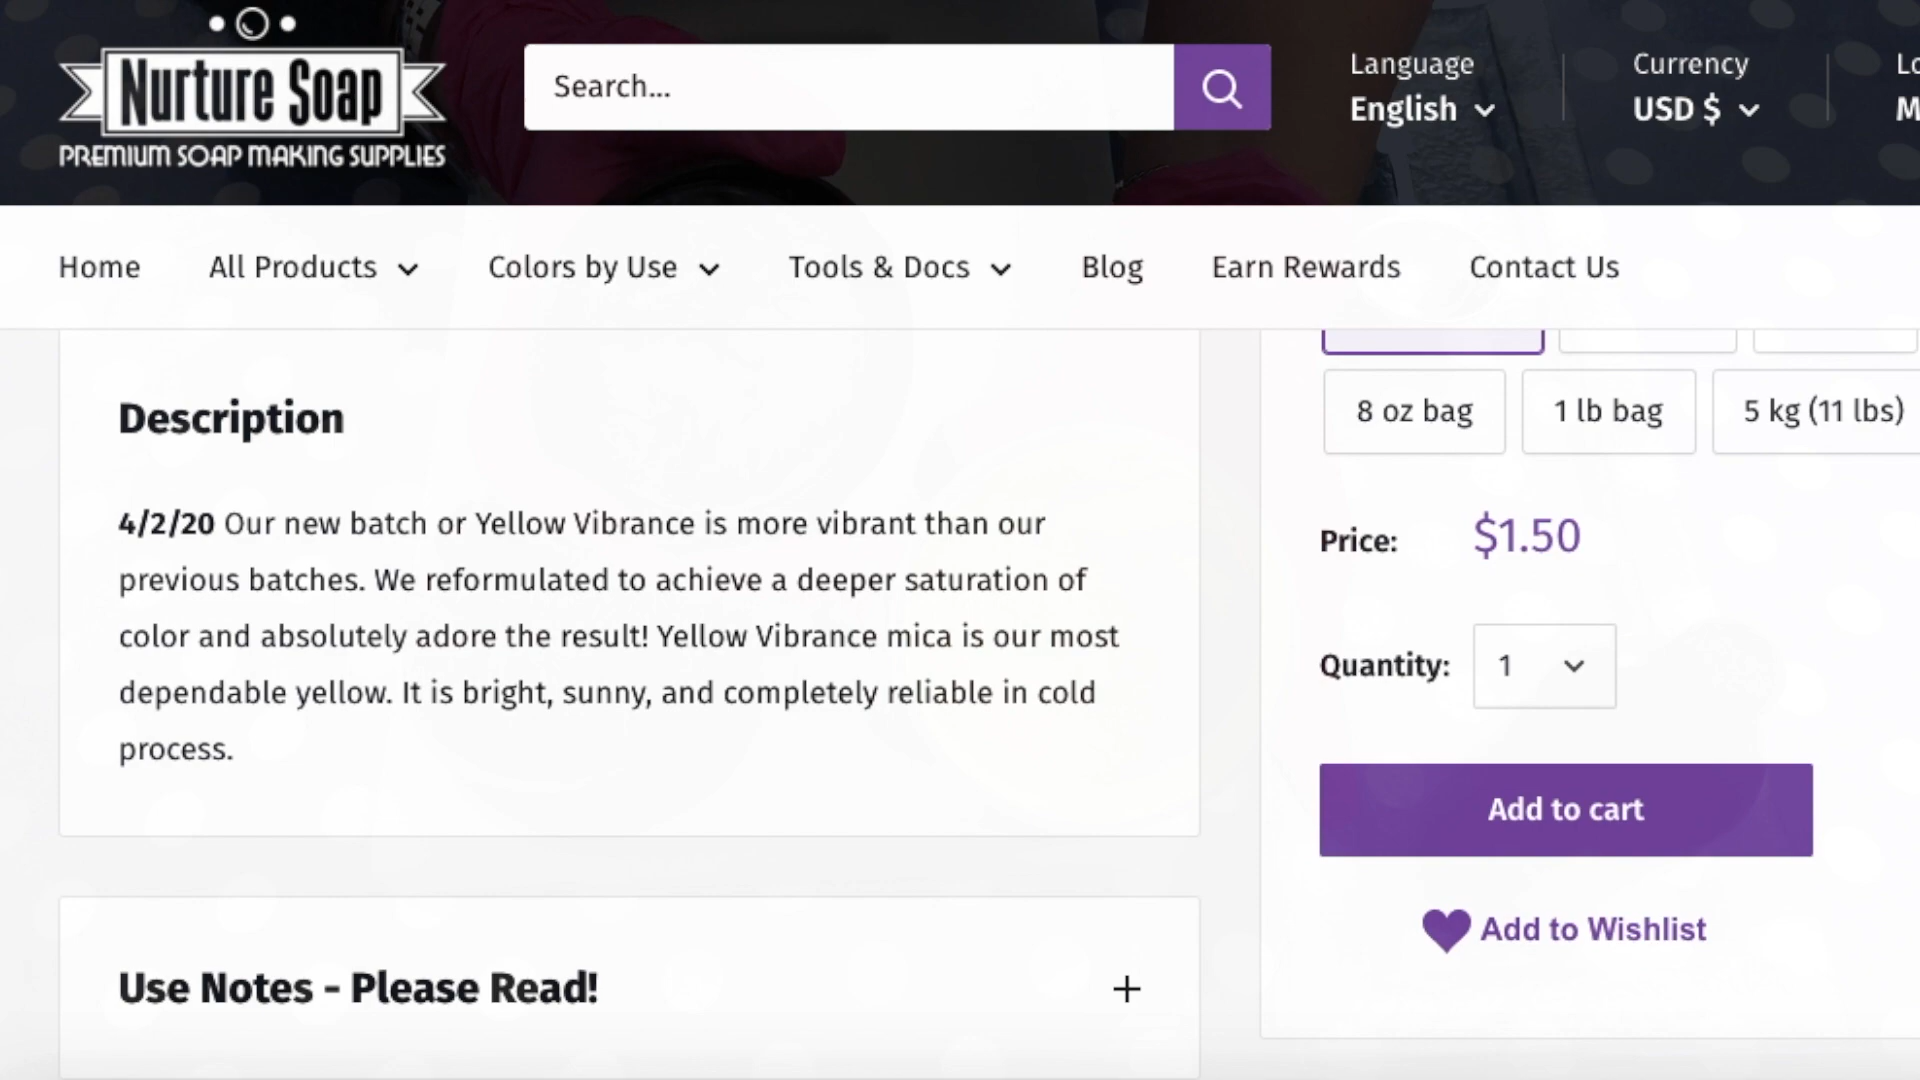 Nurture Soap
PREMIUM SOAP MAKING SUPPLIES
Search...
Language
English
Currency
USD $
Home
All Products
Colors by Use
Tools & Docs
Blog
Earn Rewards
Contact Us
Description
4/2/20 Our new batch or Yellow Vibrance is more vibrant than our
previous batches. We reformulated to achieve a deeper saturation of
color and absolutely adore the result! Yellow Vibrance mica is our most
dependable yellow. It is bright, sunny, and completely reliable in cold
process.
Use Notes - Please Read!
8 oz bag
1 lb bag
5 kg (11 lbs)
Price: $1.50
Quantity: 1
Add to cart
Add to Wishlist